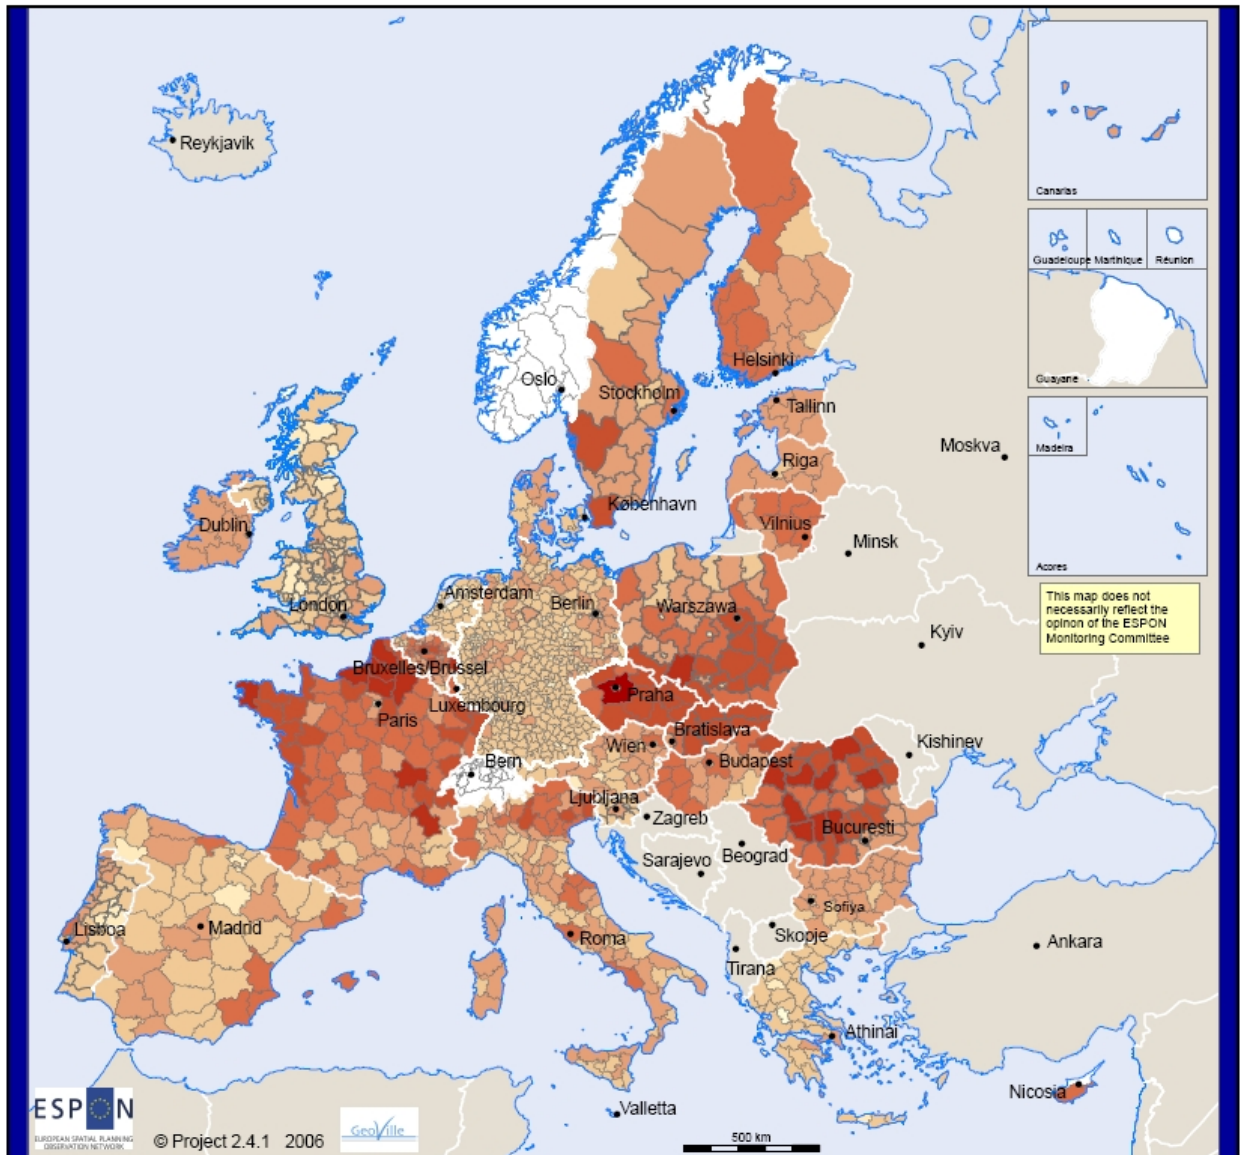 Reykjavik
Canarias
Guadeloupe Martinique Réunion
Guayane
Oslo
Helsinki
Stockholm
Tallinn
Madeira
Moskva
Riga
Dublin
København
Vilnius
Minsk
Acores
This map does not
necessarily reflect the
opinon of the ESPON
Monitoring Committee
London
Amsterdam
Berlin
Warszawa
Kyiv
Bruxelles/Brussel
Praha
Luxembourg
Paris
Bratislava
Wien
Kishinev
Bern
Budapest
Ljubljana
Zagreb
Bucuresti
Sarajevo
Beograd
Sofiya
Lisboa
Madrid
Roma
Skopje
Ankara
Tirana
Athinai
Nicosia
Valletta
ESPON
EUROPEAN SPATIAL PLANNING
OBSERVATION NETWORK
© Project 2.4.1 2006
GeoVille
500 km